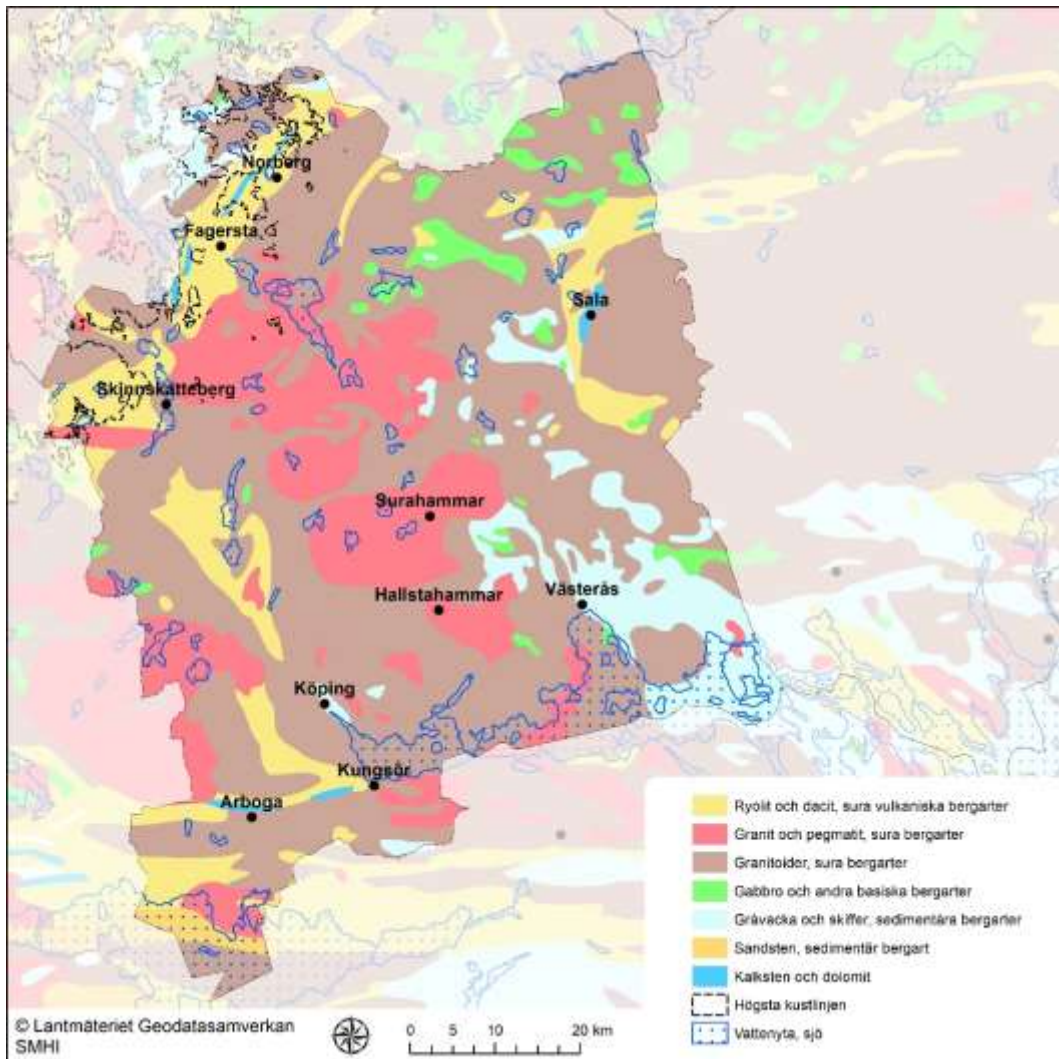 Norberg
Fagersta
Sala
Skinnskatteberg
Surahammar
Hallstahammar
Västerås
Köping
Kungsör
Arboga
Ryolit och dacit, sura vulkaniska bergarter
Granit och pegmatit, sura bergarter
Granitoider, sura bergarter
Gabbro och andra basiska bergarter
Gråvacka och skiffer, sedimentära bergarter
Sandsten, sedimentär bergart
Kalksten och dolomit
Högsta kustlinjen
Vattenyta, sjö
© Lantmäteriet Geodatasamverkan
SMHI
0 5 10 20 km